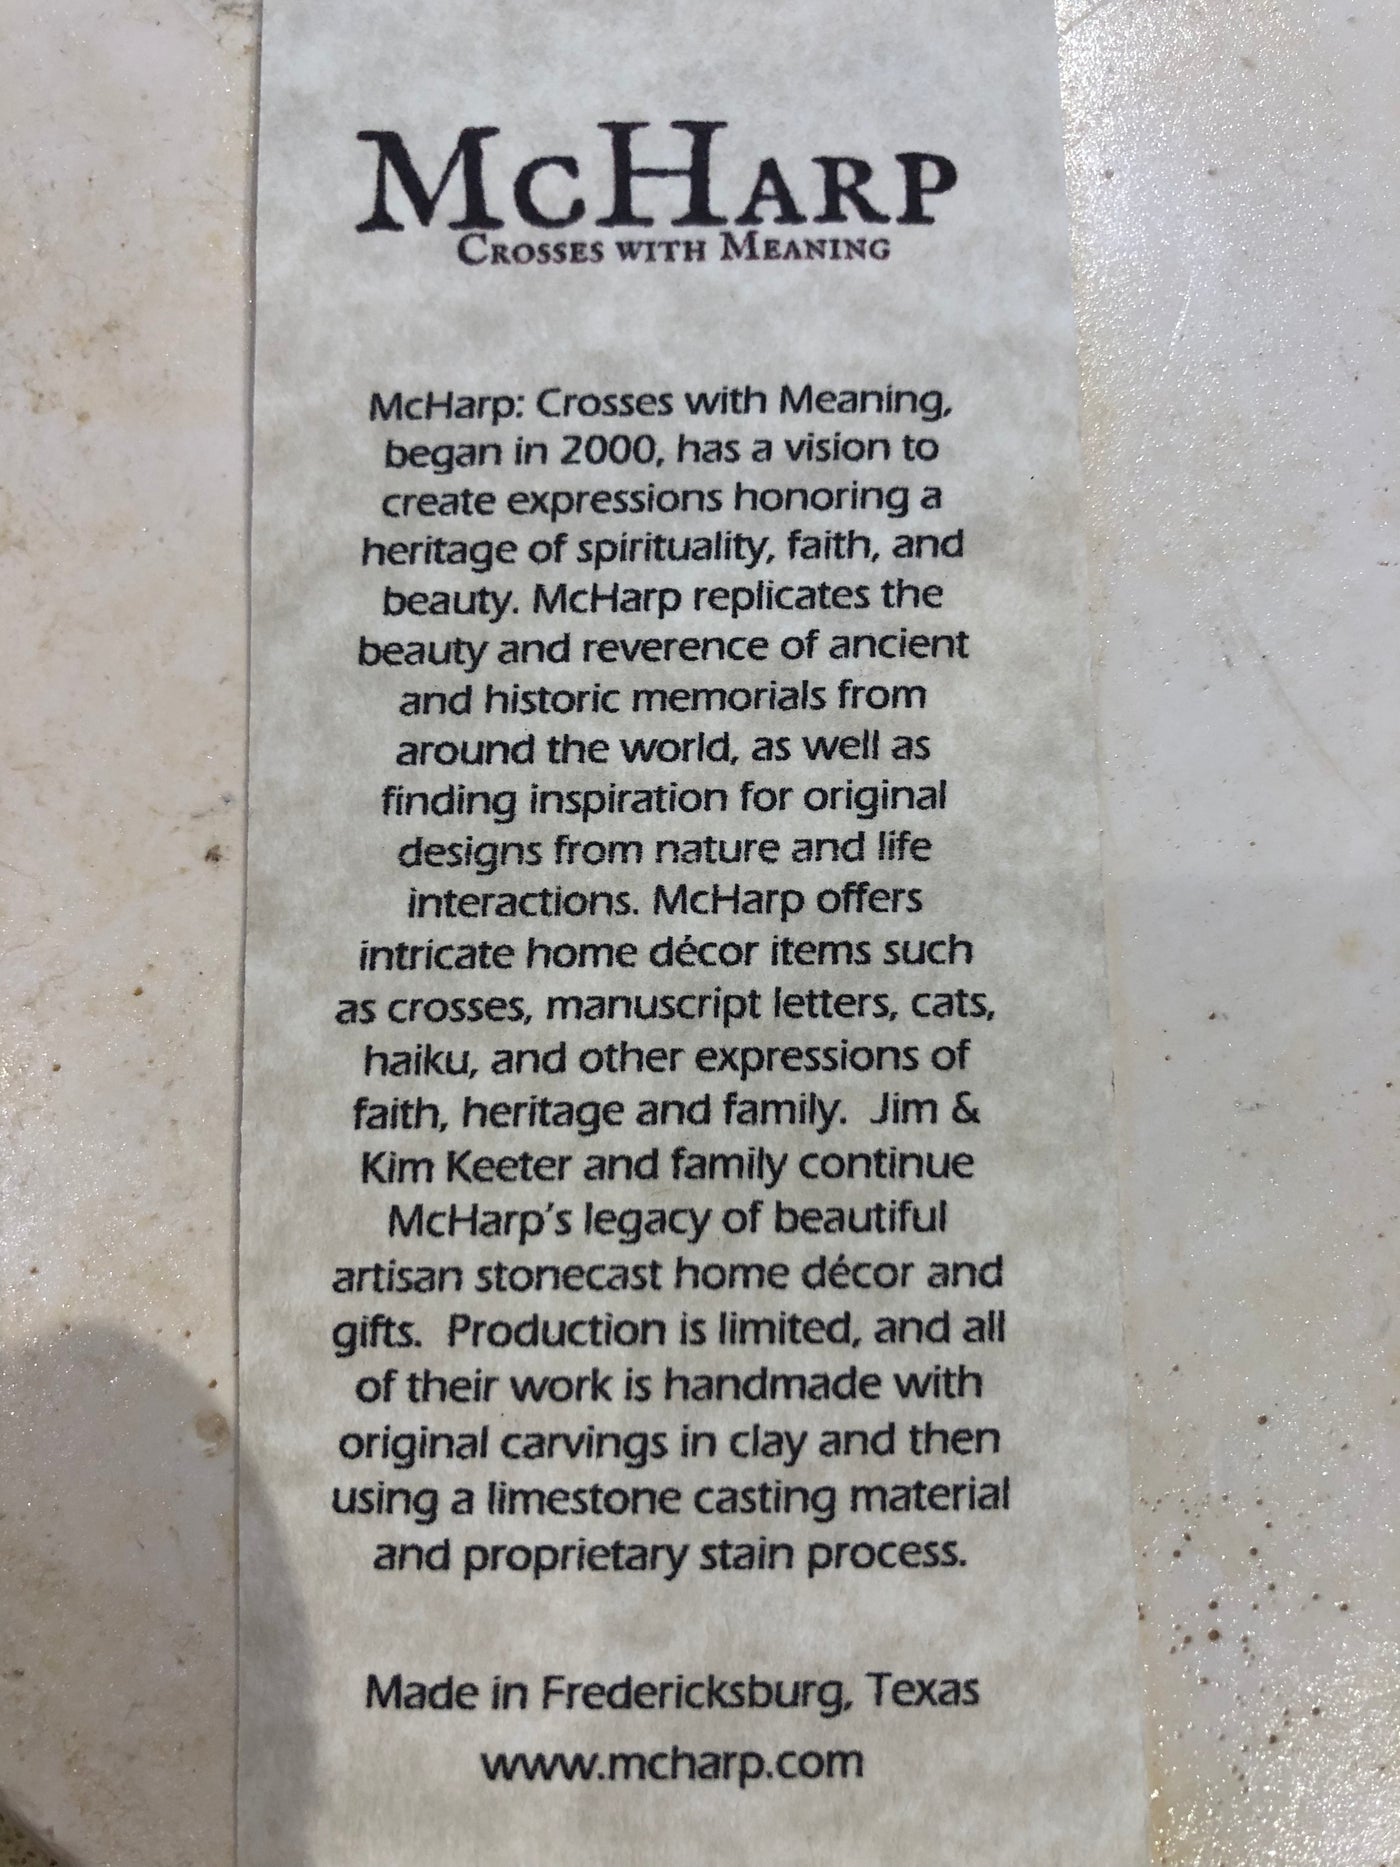 McHarp
Crosses with Meaning
McHarp: Crosses with Meaning,
began in 2000, has a vision to
create expressions honoring a
heritage of spirituality, faith, and
beauty. McHarp replicates the
beauty and reverence of ancient
and historic memorials from
around the world, as well as
finding inspiration for original
designs from nature and life
interactions. McHarp offers
intricate home décor items such
as crosses, manuscript letters, cats,
haiku, and other expressions of
faith, heritage and family.  Jim &
Kim Keeter and family continue
McHarp's legacy of beautiful
artisan stonecast home décor and
gifts.  Production is limited, and all
of their work is handmade with
original carvings in clay and then
using a limestone casting material
and proprietary stain process.
Made in Fredericksburg, Texas
www.mcharp.com